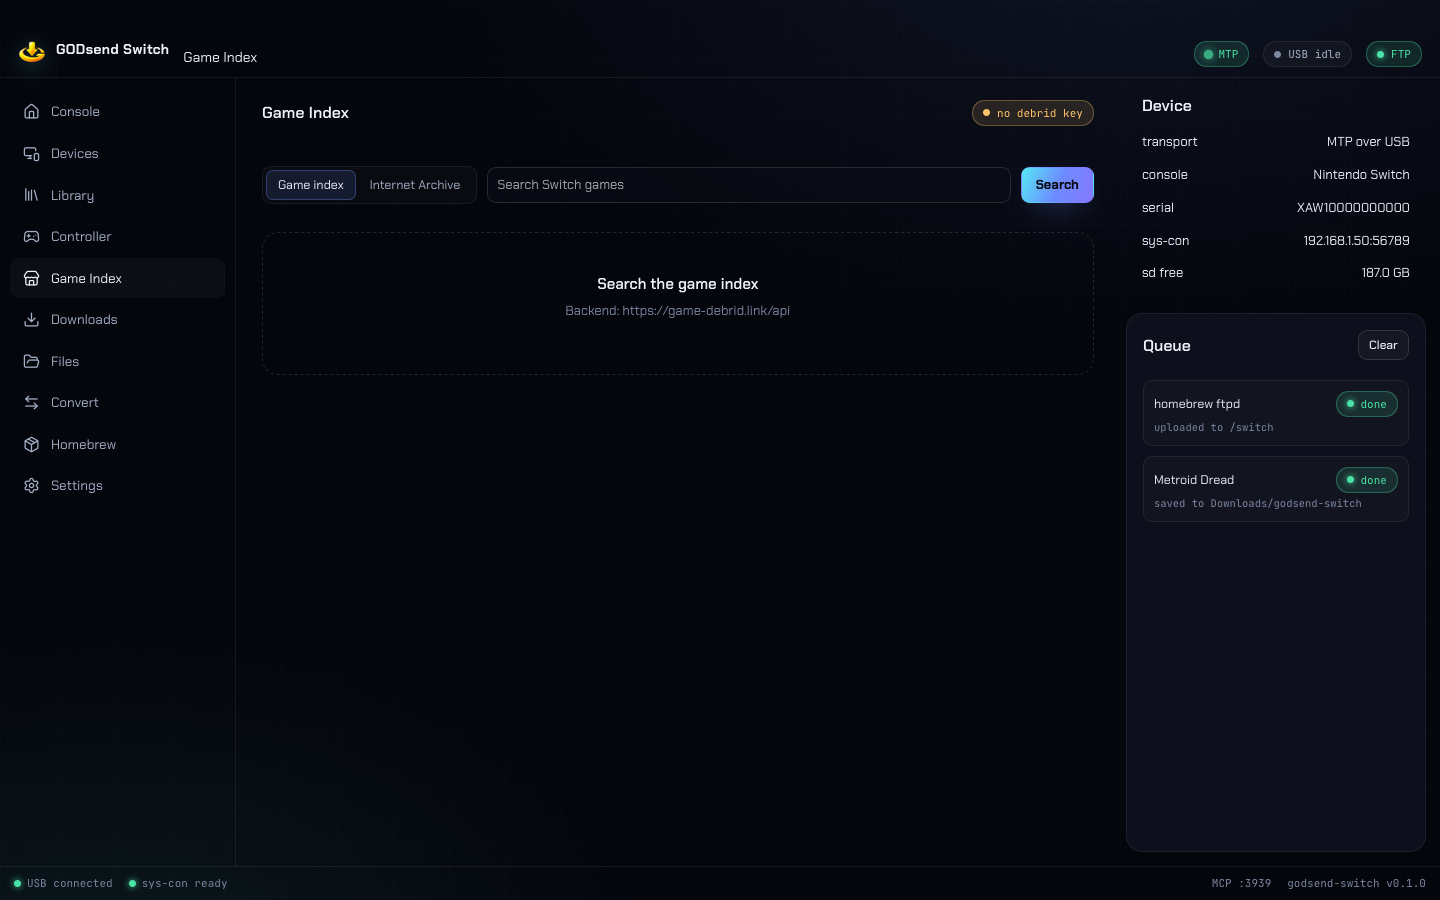 GODsend Switch
Game Index
MTP
USB idle
FTP
Console
Devices
Library
Controller
Game Index
Downloads
Files
Convert
Homebrew
Settings
Game Index
no debrid key
Game index
Internet Archive
Search Switch games
Search
Search the game index
Backend: https://game-debrid.link/api
Device
transport MTP over USB
console Nintendo Switch
serial XAW10000000000
sys-con 192.168.1.50:56789
sd free 187.0 GB
Queue
Clear
homebrew ftpd
done
uploaded to /switch
Metroid Dread
done
saved to Downloads/godsend-switch
USB connected
sys-con ready
MCP :3939
godsend-switch v0.1.0